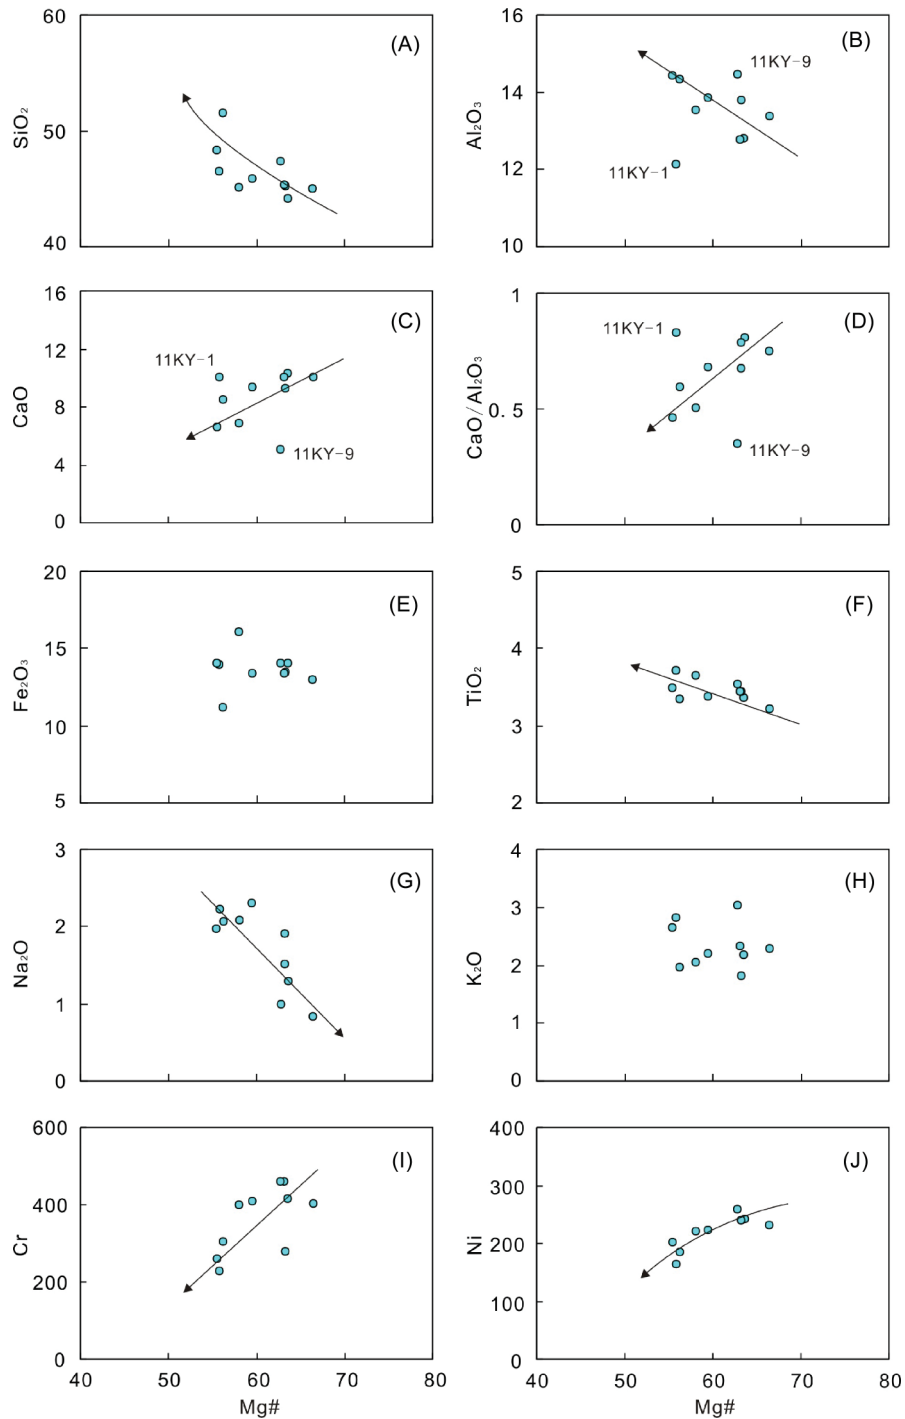 60
50
40
SiO₂
(A)
16
14
12
10
Al₂O₃
(B)
11KY-9
11KY-1
16
12
8
4
0
CaO
(C)
11KY-1
11KY-9
1
0.5
0
CaO/Al₂O₃
(D)
11KY-1
11KY-9
20
15
10
5
Fe₂O₃
(E)
5
4
3
2
TiO₂
(F)
3
2
1
0
Na₂O
(G)
4
3
2
1
0
K₂O
(H)
600
400
200
0
Cr
(I)
40 50 60 70 80
Mg#
400
300
200
100
0
Ni
(J)
40 50 60 70 80
Mg#